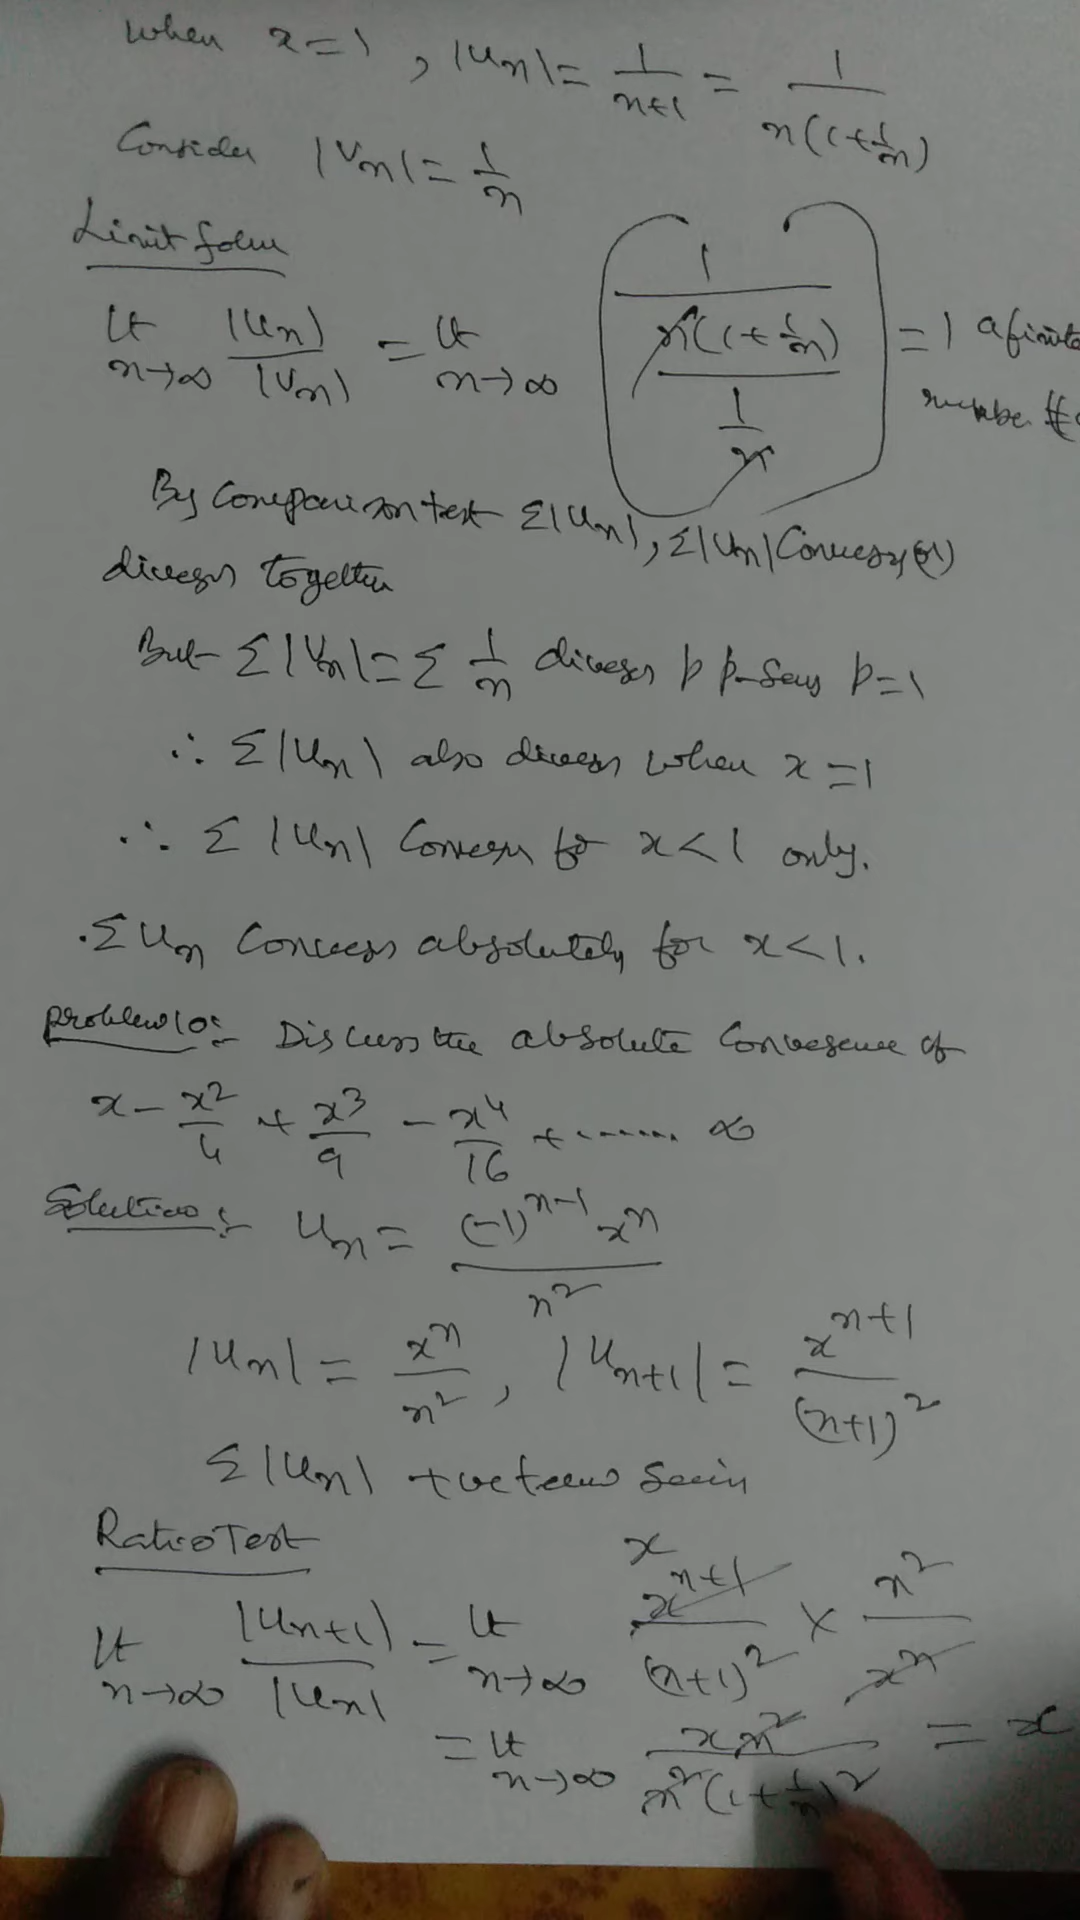 When x = 1, |Un| = 1/(n+1) = 1/(n(1+1/n))
Consider |Vn| = 1/n
Limit form
lt n→∞ |Un|/|Vn| = lt n→∞ (1/(n(1+1/n)))/(1/n) = 1 a finite
number ≠
By Comparison test Σ|Un|, Σ|Vn| Converges (or)
diverges together
But Σ|Vn| = Σ 1/n diverges p p-series p=1
∴ Σ|Un| also diverges when x = 1
∴ Σ|Un| Converges for x < 1 only.
. ΣUn Converges absolutely for x < 1.
Problem 10:- Discuss the absolute Convergence of
x - x²/4 + x³/9 - x⁴/16 + ...... ∞
Solution:- Un = (-1)ⁿ⁻¹ xⁿ / n²
|Un| = xⁿ/n², |Un+1| = xⁿ⁺¹/(n+1)²
Σ|Un| +ve term series
Ratio Test
lt n→∞ |Un+1|/|Un| = lt n→∞ xⁿ⁺¹/(n+1)² × n²/xⁿ
= lt n→∞ x n²/(n²(1+1/n)²) = x